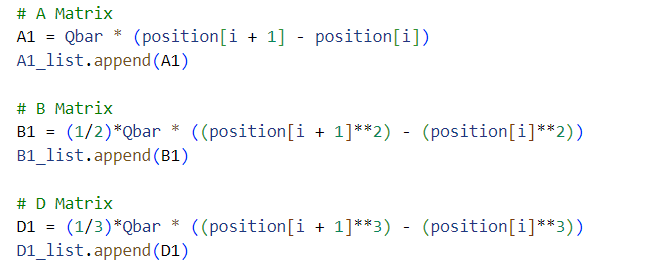 # A Matrix
A1 = Qbar * (position[i + 1] - position[i])
A1_list.append(A1)
# B Matrix
B1 = (1/2)*Qbar * ((position[i + 1]**2) - (position[i]**2))
B1_list.append(B1)
# D Matrix
D1 = (1/3)*Qbar * ((position[i + 1]**3) - (position[i]**3))
D1_list.append(D1)